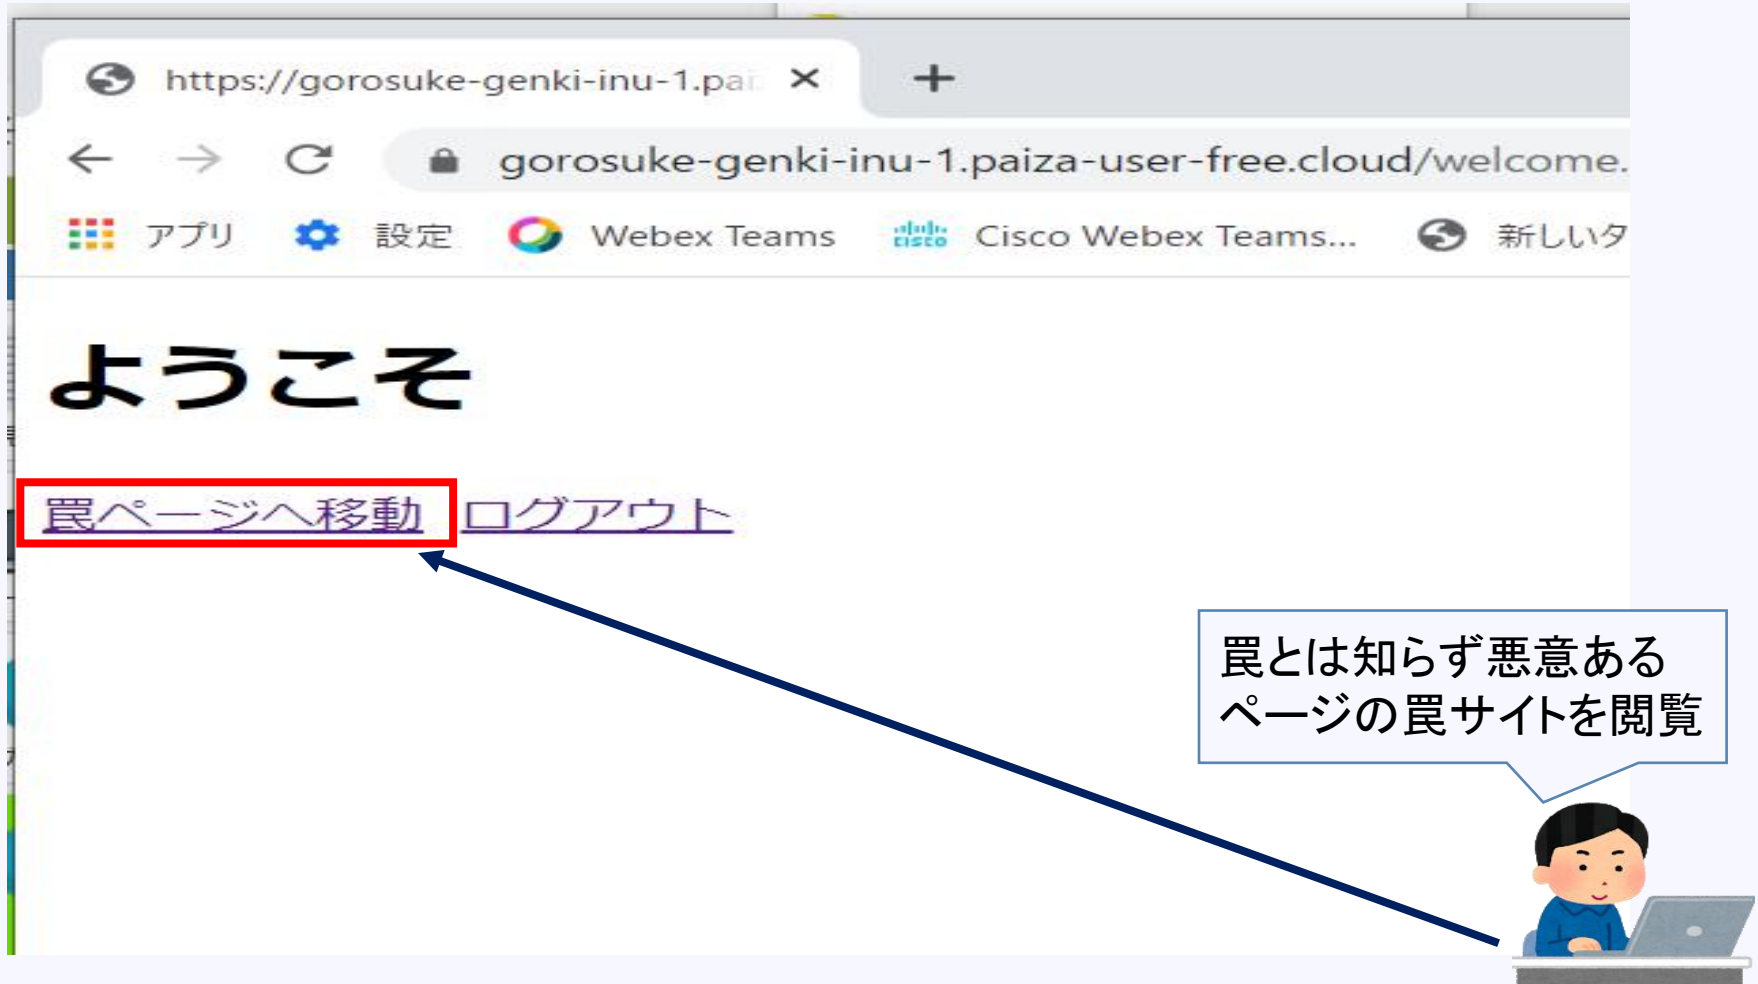 https://gorosuke-genki-inu-1.pai
gorosuke-genki-inu-1.paiza-user-free.cloud/welcome.
アプリ 設定 Webex Teams cisco Cisco Webex Teams... 新しいタ
ようこそ
罠ページへ移動 ログアウト
罠とは知らず悪意ある
ページの罠サイトを閲覧